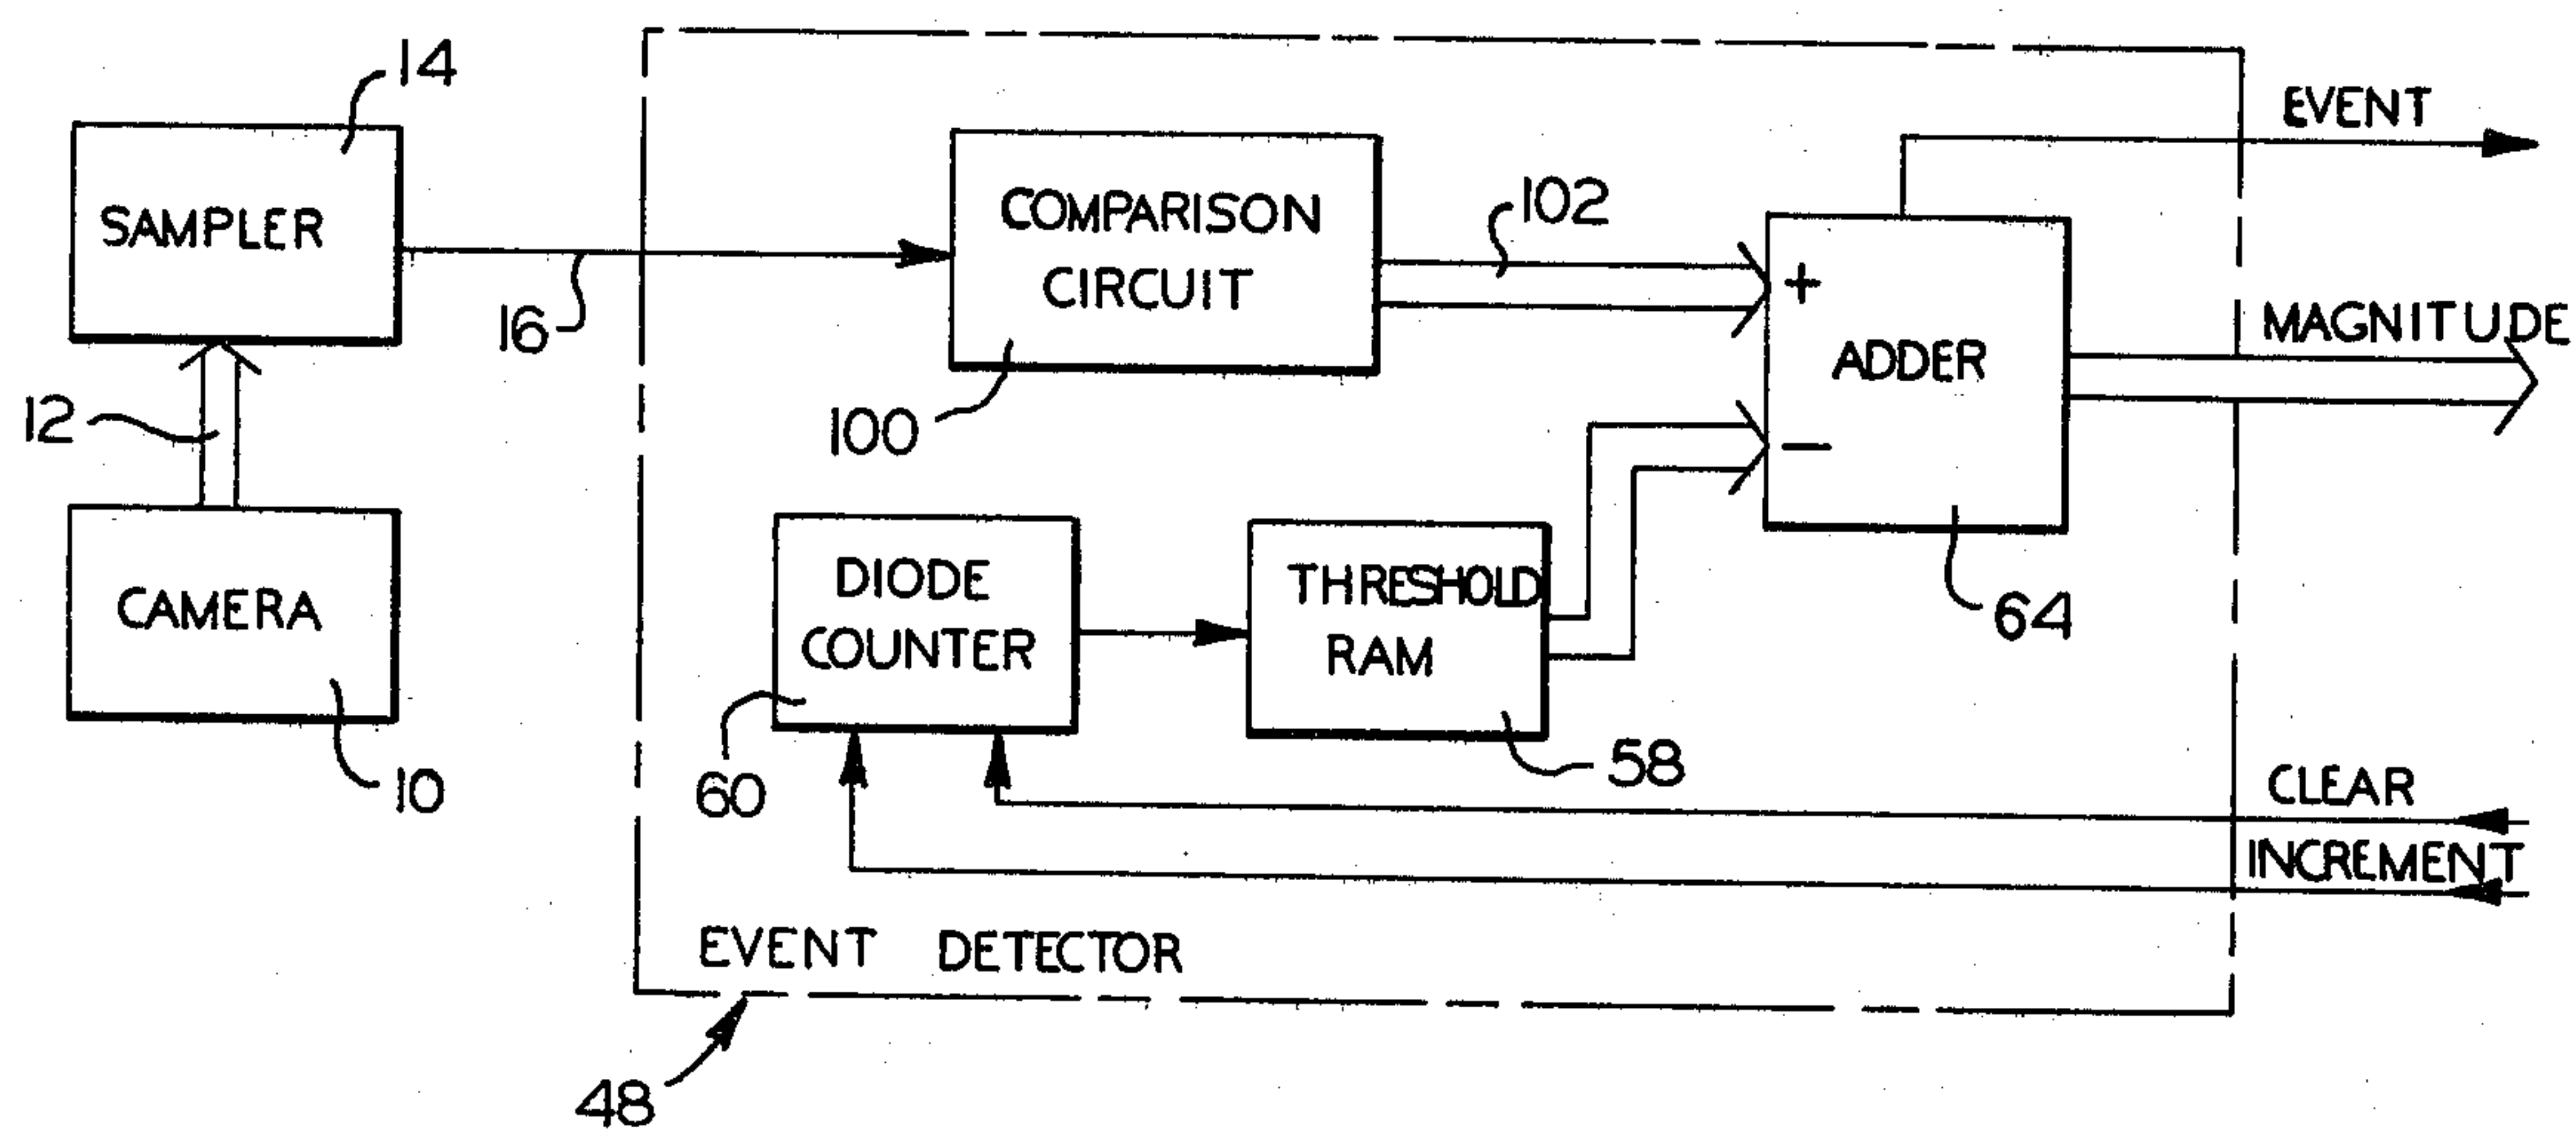 14
SAMPLER
16
12
CAMERA
10
COMPARISON
CIRCUIT
100
102
+
−
ADDER
64
EVENT
MAGNITUDE
DIODE
COUNTER
60
THRESHOLD
RAM
58
CLEAR
INCREMENT
EVENT DETECTOR
48